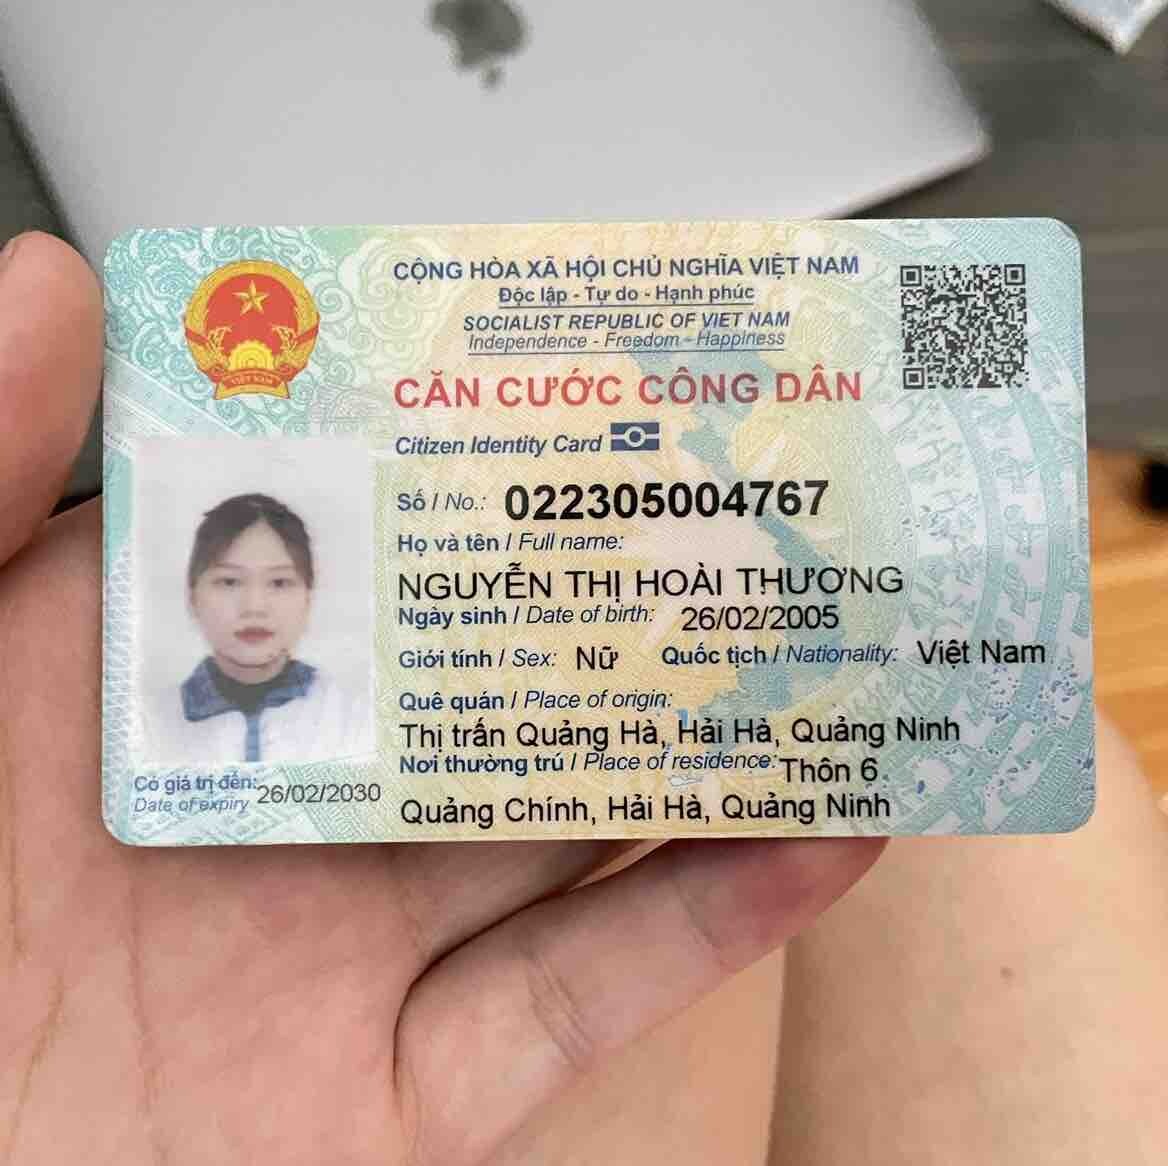 CỘNG HÒA XÃ HỘI CHỦ NGHĨA VIỆT NAM
Độc lập - Tự do - Hạnh phúc
SOCIALIST REPUBLIC OF VIET NAM
Independence - Freedom - Happiness
CĂN CƯỚC CÔNG DÂN
Citizen Identity Card
Số / No.: 022305004767
Họ và tên / Full name:
NGUYỄN THỊ HOÀI THƯƠNG
Ngày sinh / Date of birth: 26/02/2005
Giới tính / Sex: Nữ Quốc tịch / Nationality: Việt Nam
Quê quán / Place of origin:
Thị trấn Quảng Hà, Hải Hà, Quảng Ninh
Nơi thường trú / Place of residence: Thôn 6
Quảng Chính, Hải Hà, Quảng Ninh
Có giá trị đến: 26/02/2030
Date of expiry
VIỆT NAM